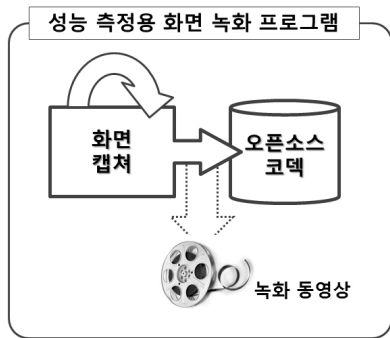 성능 측정용 화면 녹화 프로그램
화면
캡쳐
오픈소스
코덱
녹화 동영상